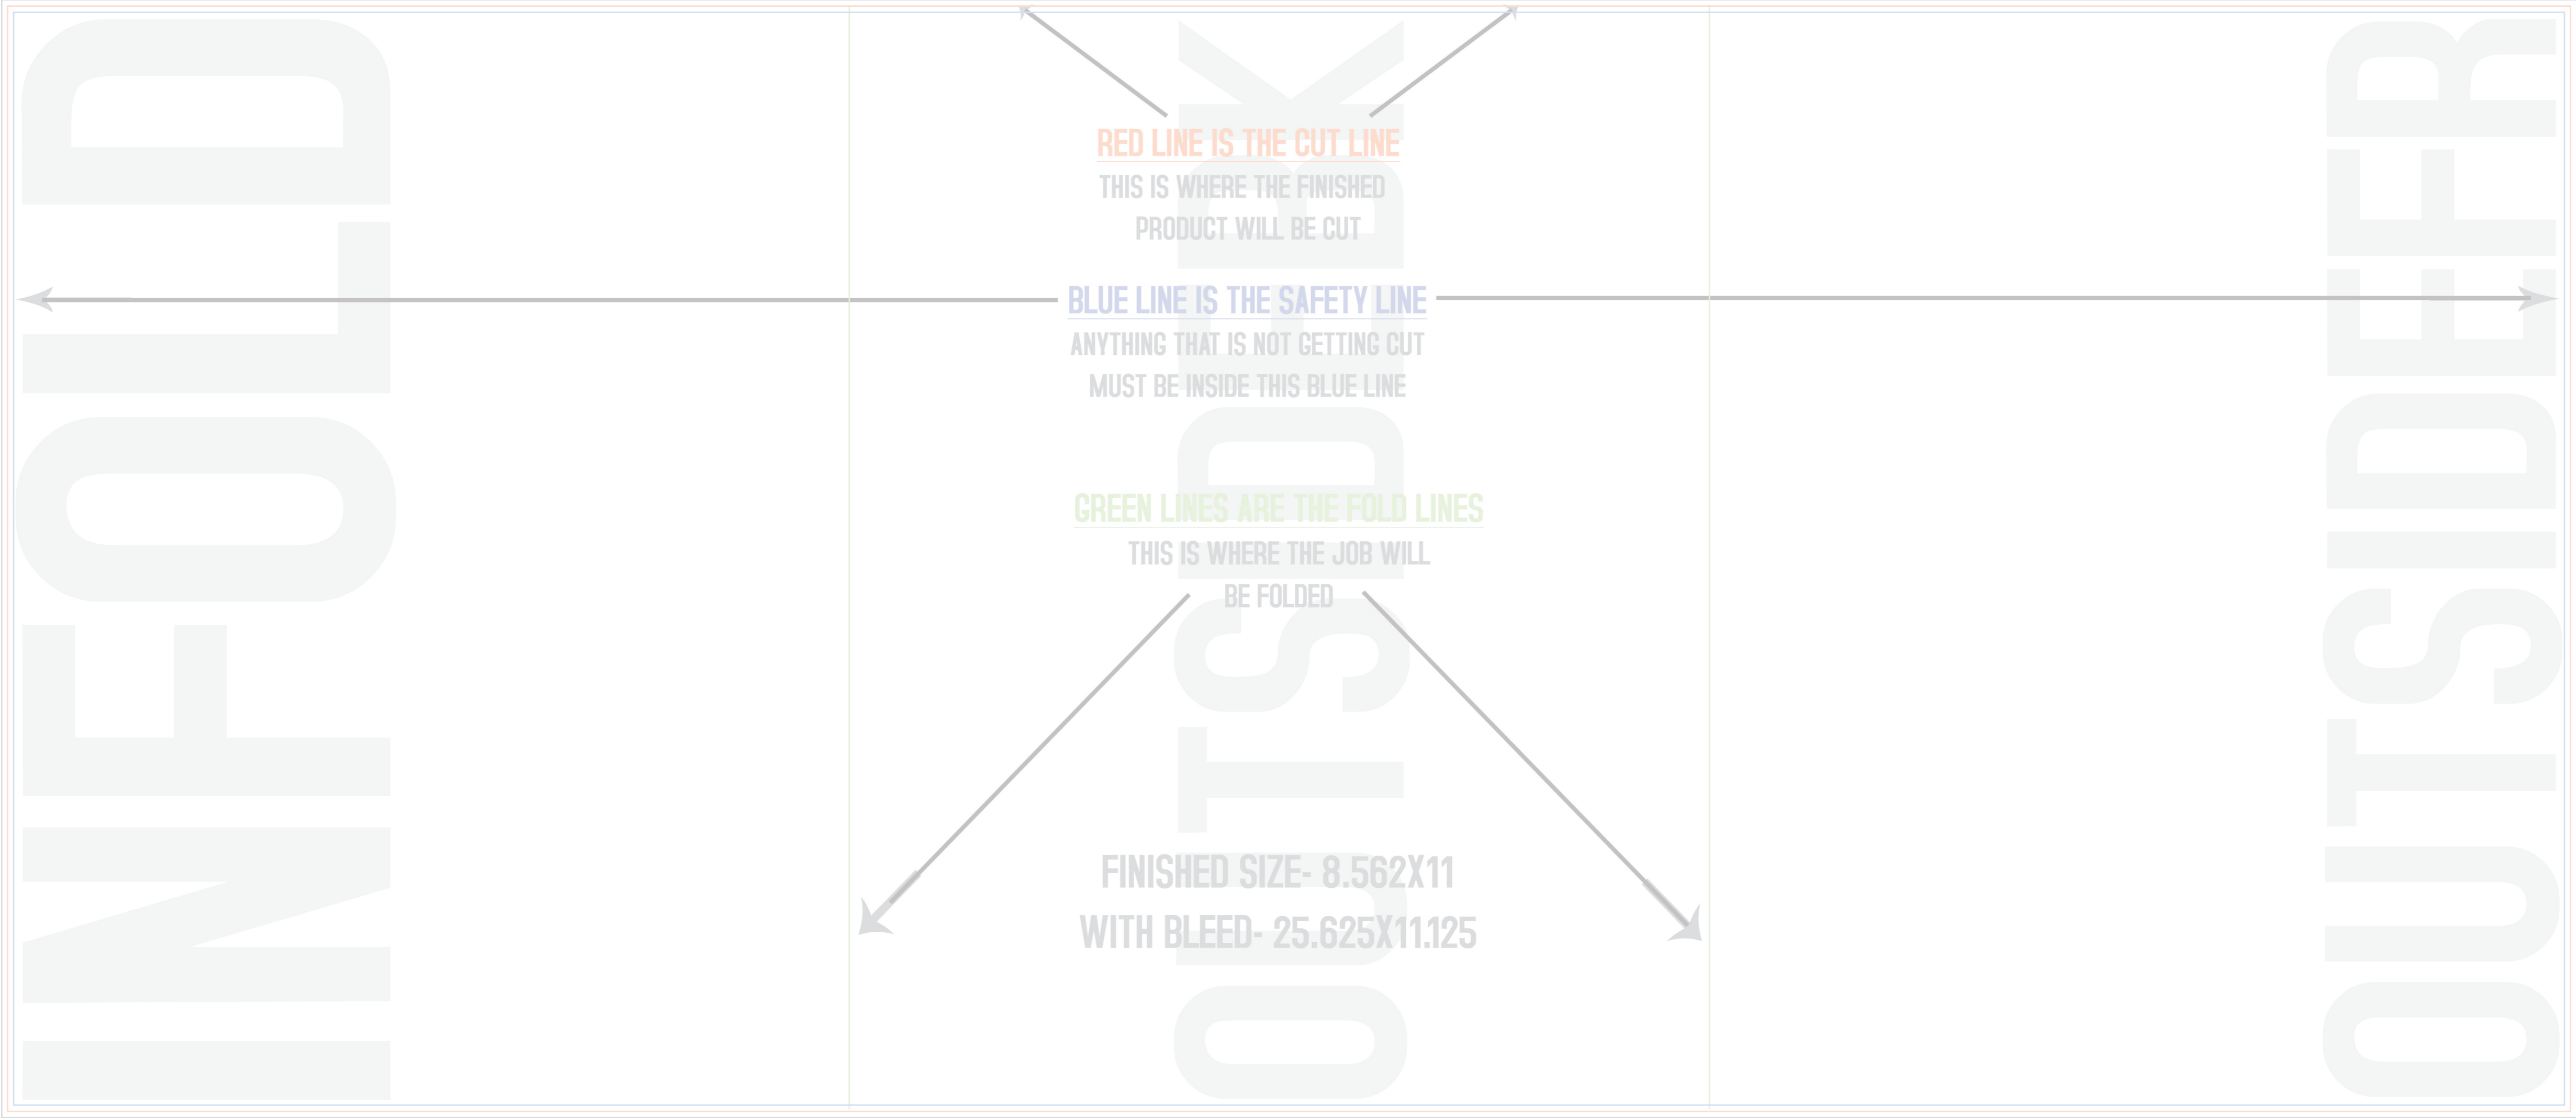 INFOLD
OUTSIDE BK
OUTSIDE FR
RED LINE IS THE CUT LINE
THIS IS WHERE THE FINISHED
PRODUCT WILL BE CUT
BLUE LINE IS THE SAFETY LINE
ANYTHING THAT IS NOT GETTING CUT
MUST BE INSIDE THIS BLUE LINE
GREEN LINES ARE THE FOLD LINES
THIS IS WHERE THE JOB WILL
BE FOLDED
FINISHED SIZE- 8.562X11
WITH BLEED- 25.625X11.125